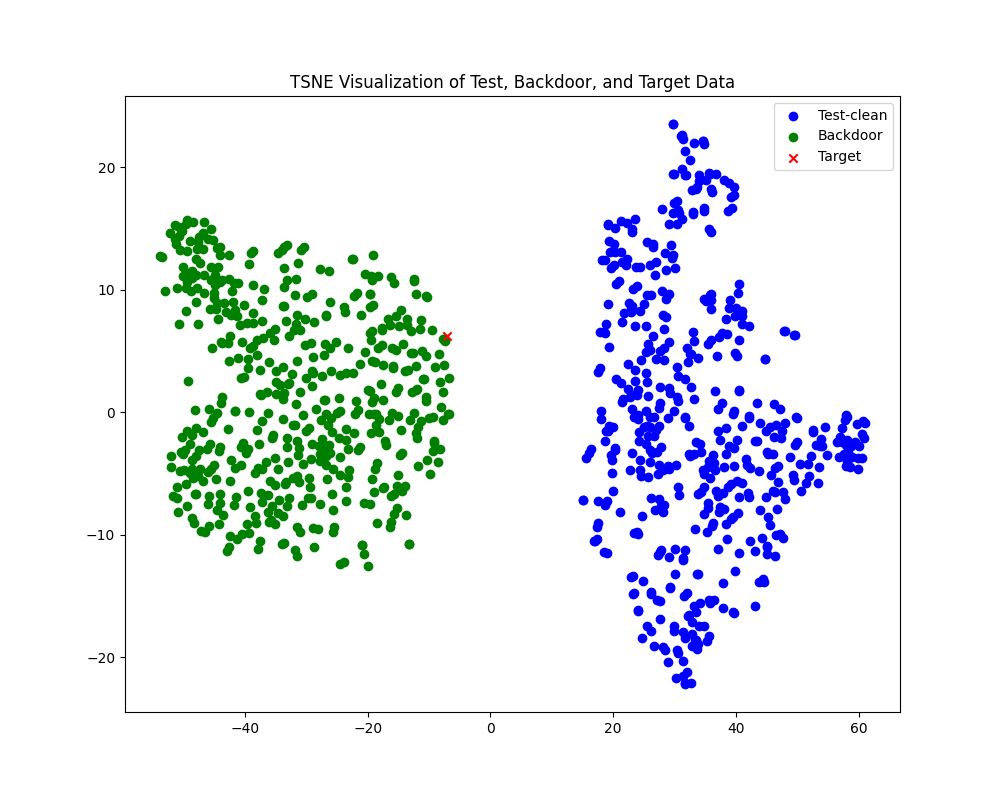 TSNE Visualization of Test, Backdoor, and Target Data
Test-clean
Backdoor
Target
20
10
0
−10
−20
−40
−20
0
20
40
60